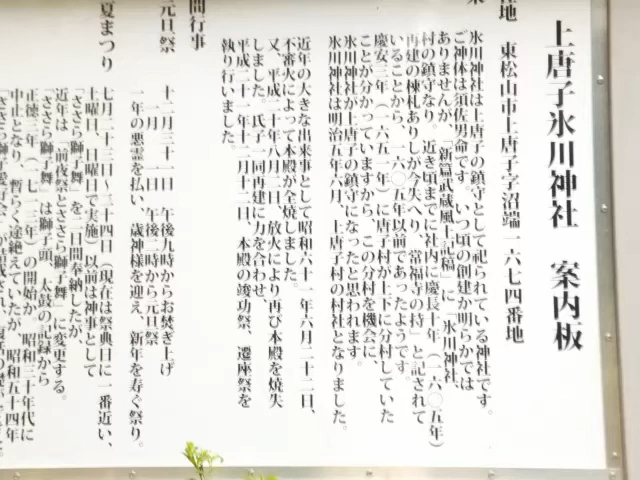 上唐子氷川神社　案内板
在地　東松山市上唐子字沼端一六七四番地
来
氷川神社は上唐子の鎮守として祀られている神社です。
ご神体は須佐男命です。いつ頃の創建か明らかでは
ありませんが、「新篇武蔵風土記稿」に「氷川神社、
村の鎮守なり、近き頃までに社内に慶長十年（一六〇五年）
再建の棟札ありしが今失へり、常福寺の持」と記されて
いることから、一六〇五年以前であったようです。
慶安三年（一六五一年）に唐子村が上下に分村していた
ことが分かっていますから、この分村を機会に、
氷川神社が上唐子の鎮守になったと思われます。
氷川神社は明治五年六月、上唐子村の村社となりました。
近年の大きな出来事として昭和六十一年六月二十二日、
不審火によって本殿が全焼しました。
又、平成二十年八月二日、放火により再び本殿を焼失
しました。氏子一同再建に力を合わせ、
平成二十一年十二月十二日、本殿の竣功祭、遷座祭を
執り行いました。
間行事
元旦祭　十二月三十一日　午後九時からお焚き上げ
一月一日　午後二時から元旦祭
一年の悪霊を払い、歳神様を迎え、新年を寿ぐ祭り。
夏まつり　七月二十三日～二十四日（現在は祭典日に一番近い、
土曜日、日曜日で実施）以前は神事として
「ささら獅子舞」を二日間奉納したが、
近年は「前夜祭とささら獅子舞」に変更する。
「ささら獅子舞」は獅子頭、太鼓の記録から
正徳三年（一七一三年）の開始か。昭和三十年代に
中止となり、暫らく途絶えていたが、昭和五十四年